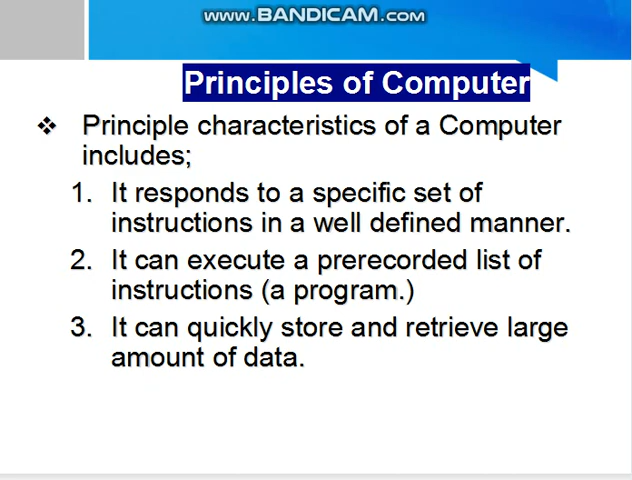 www.BANDICAM.com
Principles of Computer
❖ Principle characteristics of a Computer
includes;
1. It responds to a specific set of
instructions in a well defined manner.
2. It can execute a prerecorded list of
instructions (a program.)
3. It can quickly store and retrieve large
amount of data.